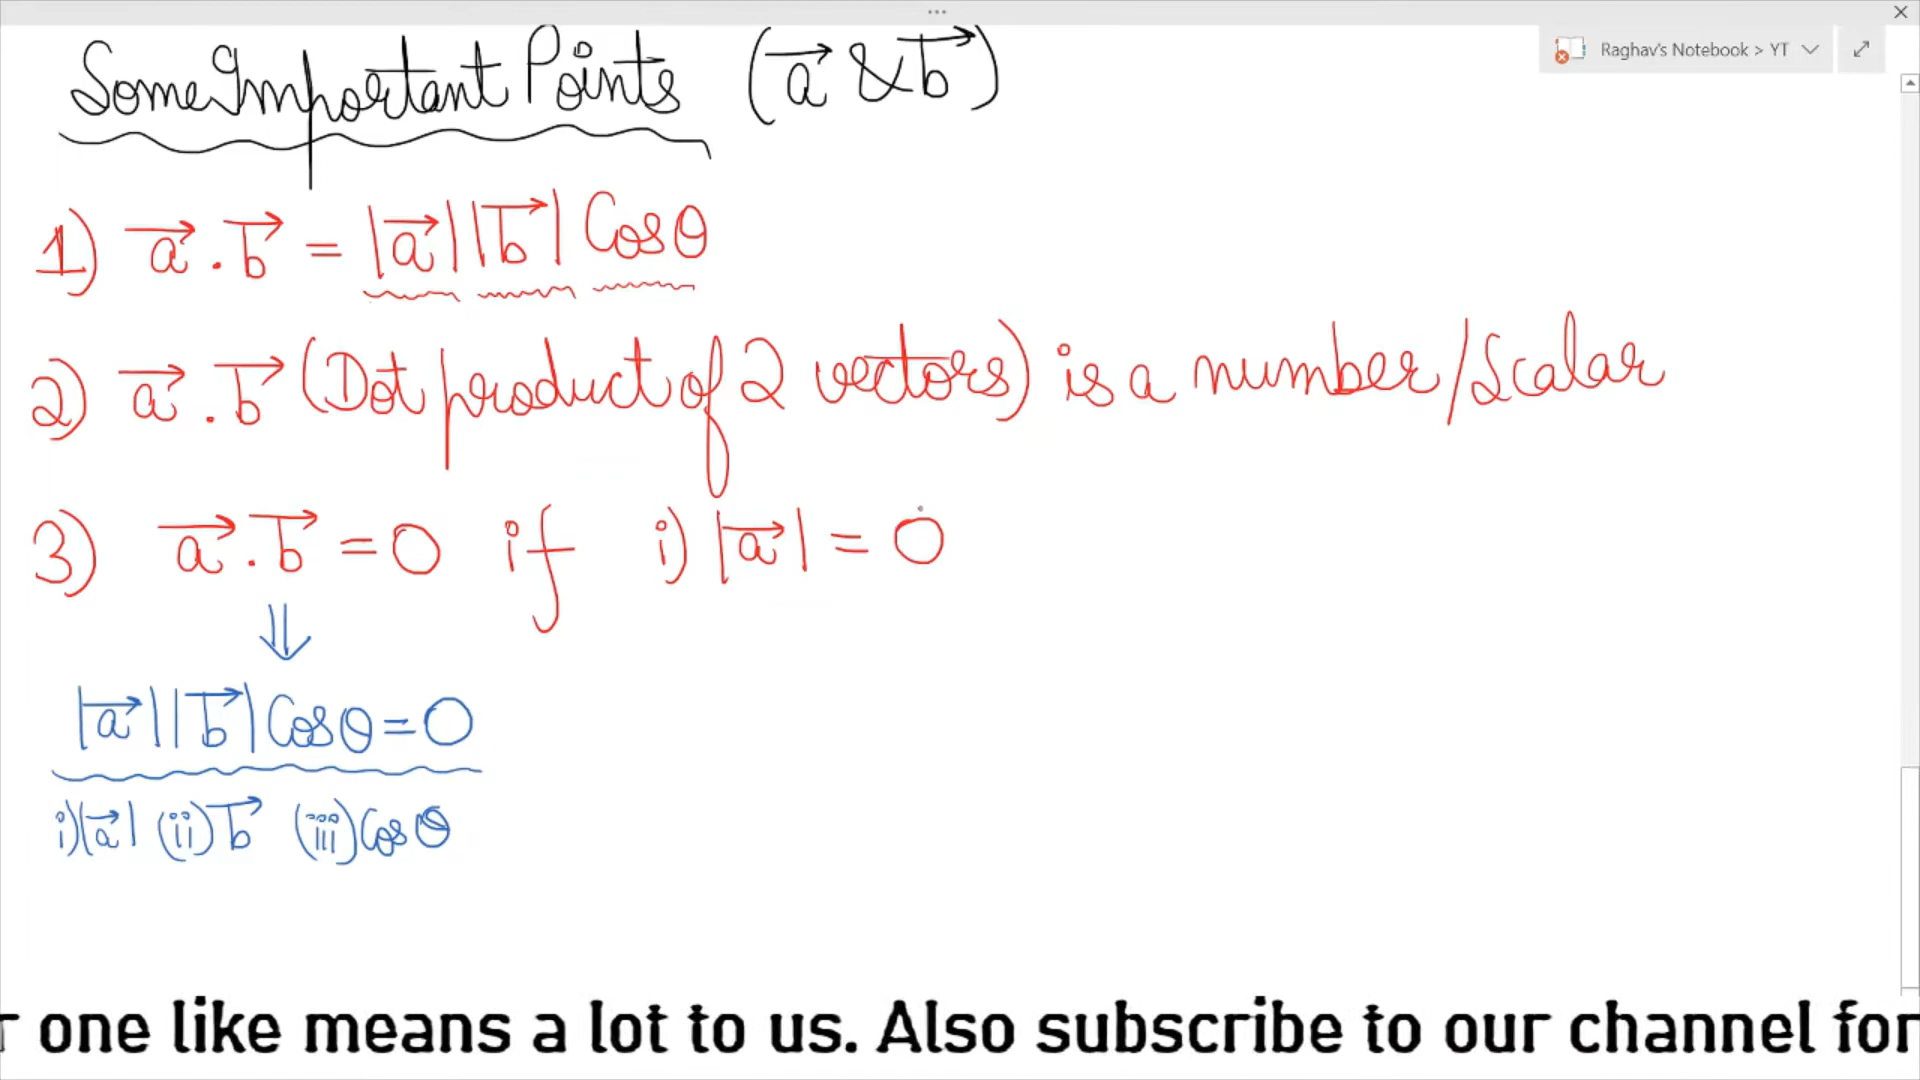 Some Important Points (a⃗ & b⃗)
Raghav's Notebook > YT
1) a⃗ . b⃗ = |a⃗| |b⃗| Cosθ
2) a⃗ . b⃗ (Dot product of 2 vectors) is a number/Scalar
3) a⃗ . b⃗ = 0 if i) |a⃗| = 0
⇓
|a⃗| |b⃗| Cosθ = 0
i) |a⃗| (ii) b⃗ (iii) Cosθ
one like means a lot to us. Also subscribe to our channel for